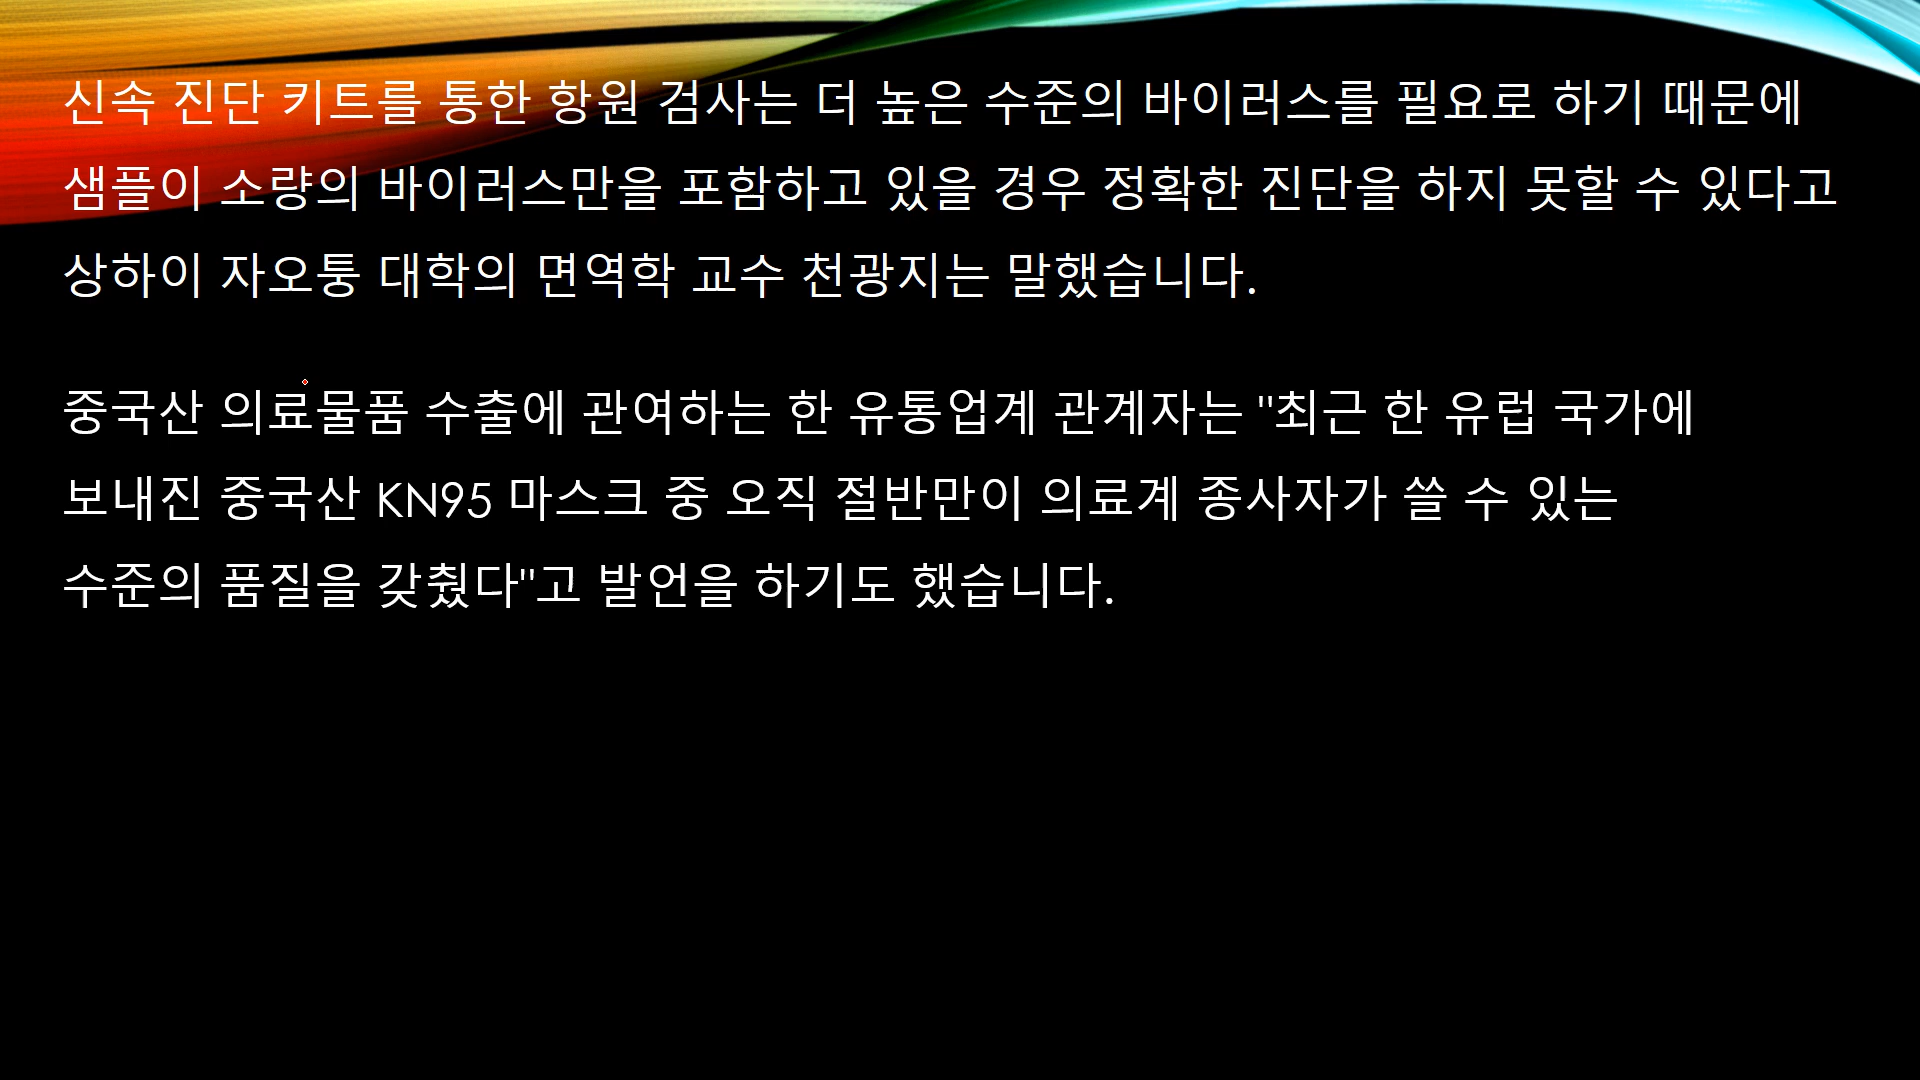 신속 진단 키트를 통한 항원 검사는 더 높은 수준의 바이러스를 필요로 하기 때문에
샘플이 소량의 바이러스만을 포함하고 있을 경우 정확한 진단을 하지 못할 수 있다고
상하이 자오퉁 대학의 면역학 교수 천광지는 말했습니다.
중국산 의료물품 수출에 관여하는 한 유통업계 관계자는 "최근 한 유럽 국가에
보내진 중국산 KN95 마스크 중 오직 절반만이 의료계 종사자가 쓸 수 있는
수준의 품질을 갖췄다"고 발언을 하기도 했습니다.